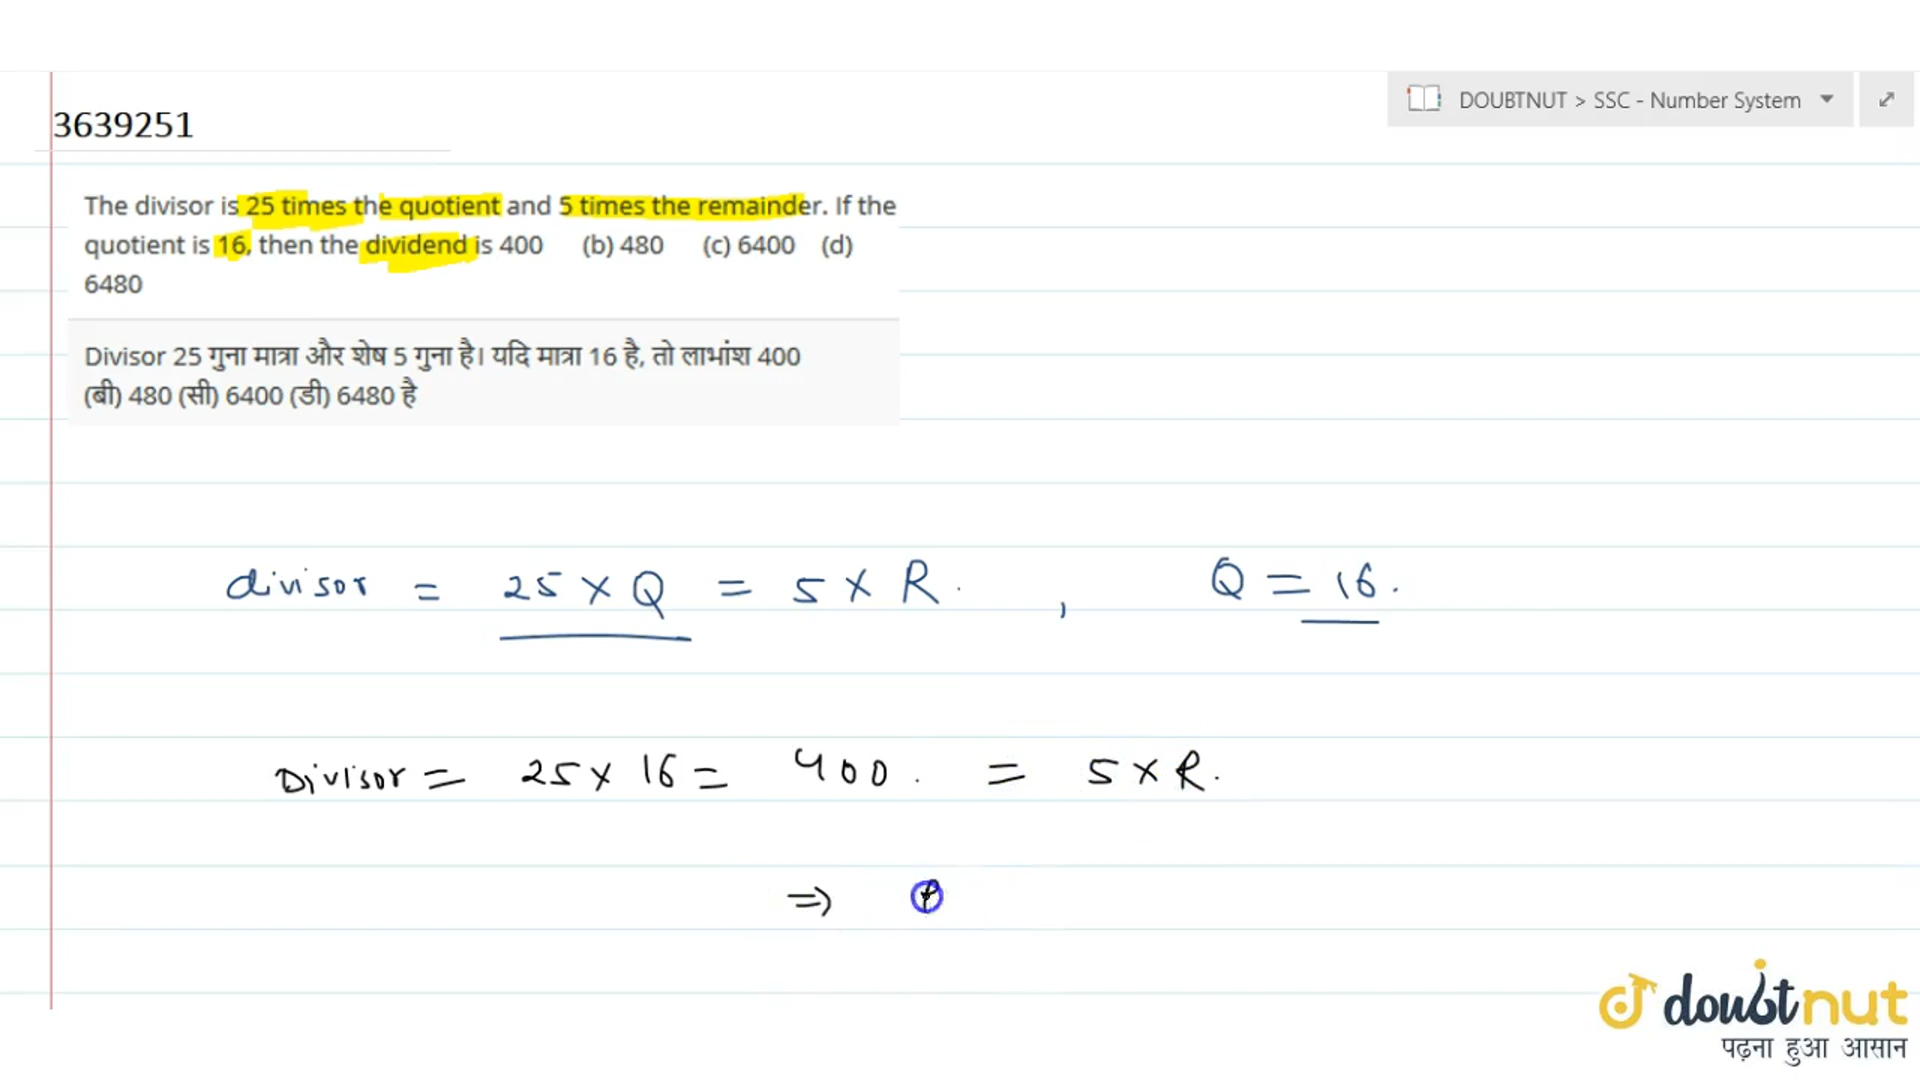 DOUBTNUT > SSC - Number System
3639251
The divisor is 25 times the quotient and 5 times the remainder. If the
quotient is 16, then the dividend is 400 (b) 480 (c) 6400 (d)
6480
Divisor 25 गुना मात्रा और शेष 5 गुना है। यदि मात्रा 16 है, तो लाभांश 400
(बी) 480 (सी) 6400 (डी) 6480 है
divisor = 25 × Q = 5 × R. , Q = 16.
Divisor = 25 × 16 = 400. = 5 × R.
⇒
doubtnut
पढ़ना हुआ आसान